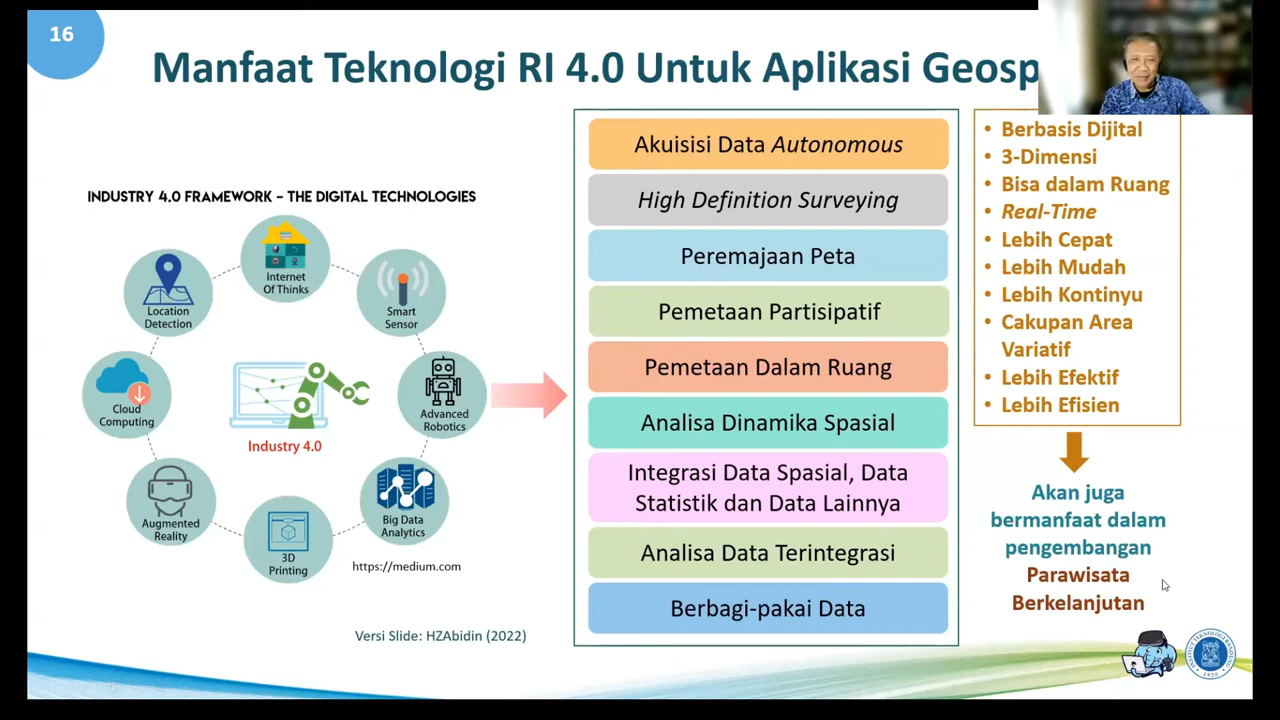 16
Manfaat Teknologi RI 4.0 Untuk Aplikasi Geosp
INDUSTRY 4.0 FRAMEWORK – THE DIGITAL TECHNOLOGIES
Internet
Of Thinks
Smart
Sensor
Advanced
Robotics
Big Data
Analytics
3D
Printing
Augmented
Reality
Cloud
Computing
Location
Detection
Industry 4.0
https://medium.com
Versi Slide: HZAbidin (2022)
Akuisisi Data Autonomous
High Definition Surveying
Peremajaan Peta
Pemetaan Partisipatif
Pemetaan Dalam Ruang
Analisa Dinamika Spasial
Integrasi Data Spasial, Data
Statistik dan Data Lainnya
Analisa Data Terintegrasi
Berbagi-pakai Data
• Berbasis Dijital
• 3-Dimensi
• Bisa dalam Ruang
• Real-Time
• Lebih Cepat
• Lebih Mudah
• Lebih Kontinyu
• Cakupan Area
Variatif
• Lebih Efektif
• Lebih Efisien
Akan juga
bermanfaat dalam
pengembangan
Parawisata
Berkelanjutan
INSTITUT TEKNOLOGI BANDUNG
1920